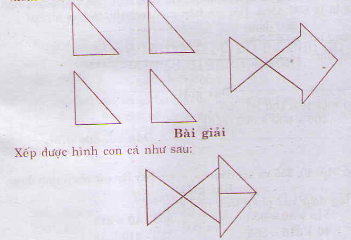 Bài giải
Xếp được hình con cá như sau: